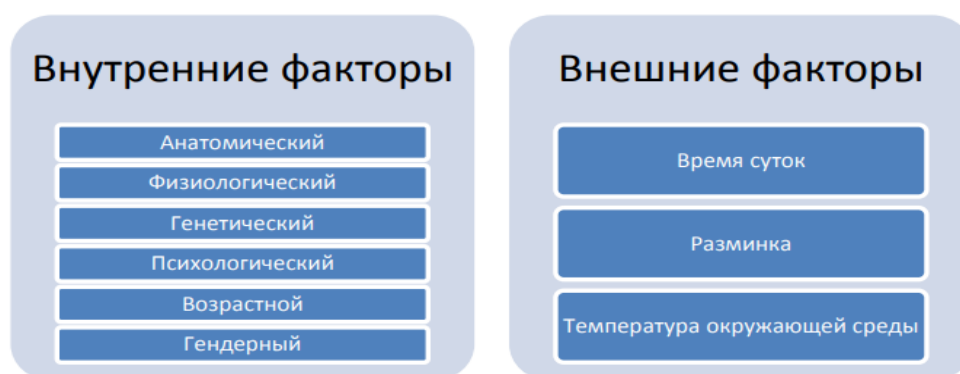 Внутренние факторы
Анатомический
Физиологический
Генетический
Психологический
Возрастной
Гендерный
Внешние факторы
Время суток
Разминка
Температура окружающей среды